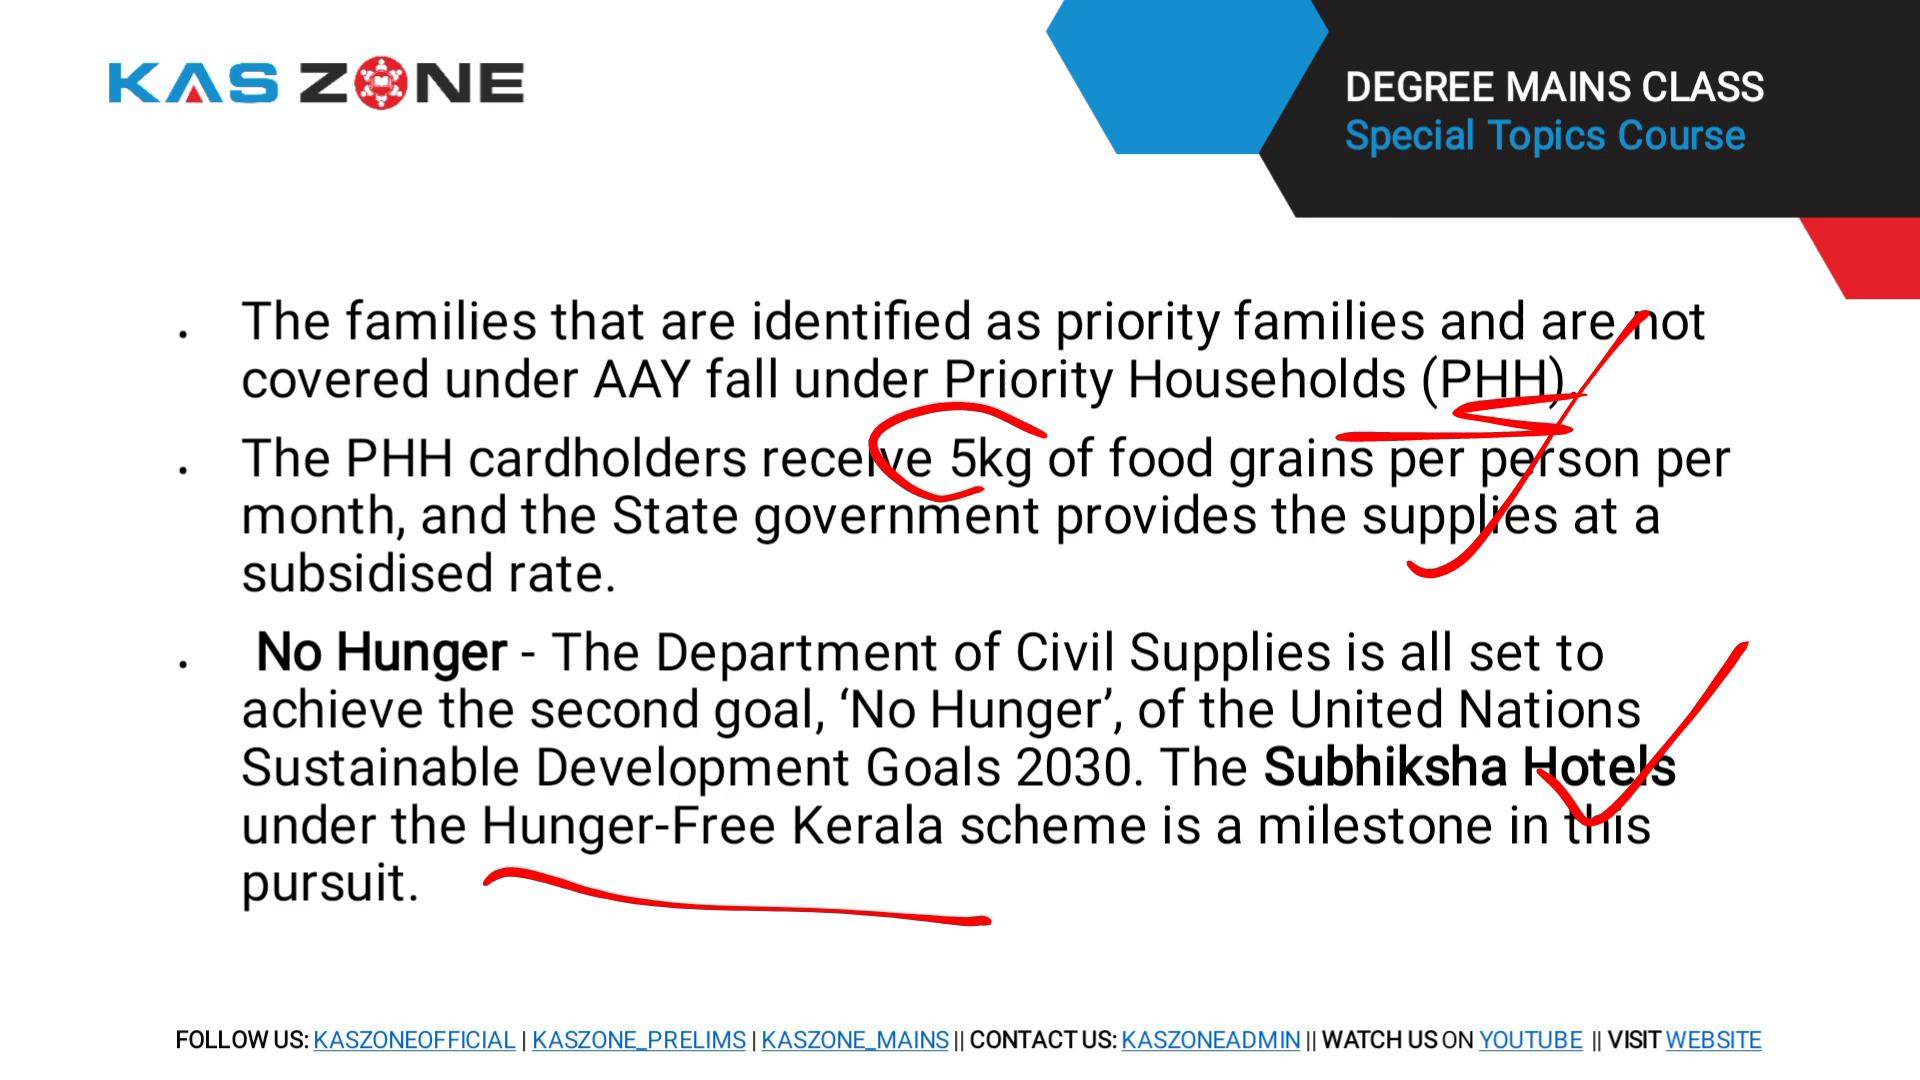 KAS ZONE
DEGREE MAINS CLASS
Special Topics Course
. The families that are identified as priority families and are not
covered under AAY fall under Priority Households (PHH).
. The PHH cardholders receive 5kg of food grains per person per
month, and the State government provides the supplies at a
subsidised rate.
. No Hunger - The Department of Civil Supplies is all set to
achieve the second goal, ‘No Hunger’, of the United Nations
Sustainable Development Goals 2030. The Subhiksha Hotels
under the Hunger-Free Kerala scheme is a milestone in this
pursuit.
FOLLOW US: KASZONEOFFICIAL | KASZONE_PRELIMS | KASZONE_MAINS || CONTACT US: KASZONEADMIN || WATCH US ON YOUTUBE || VISIT WEBSITE